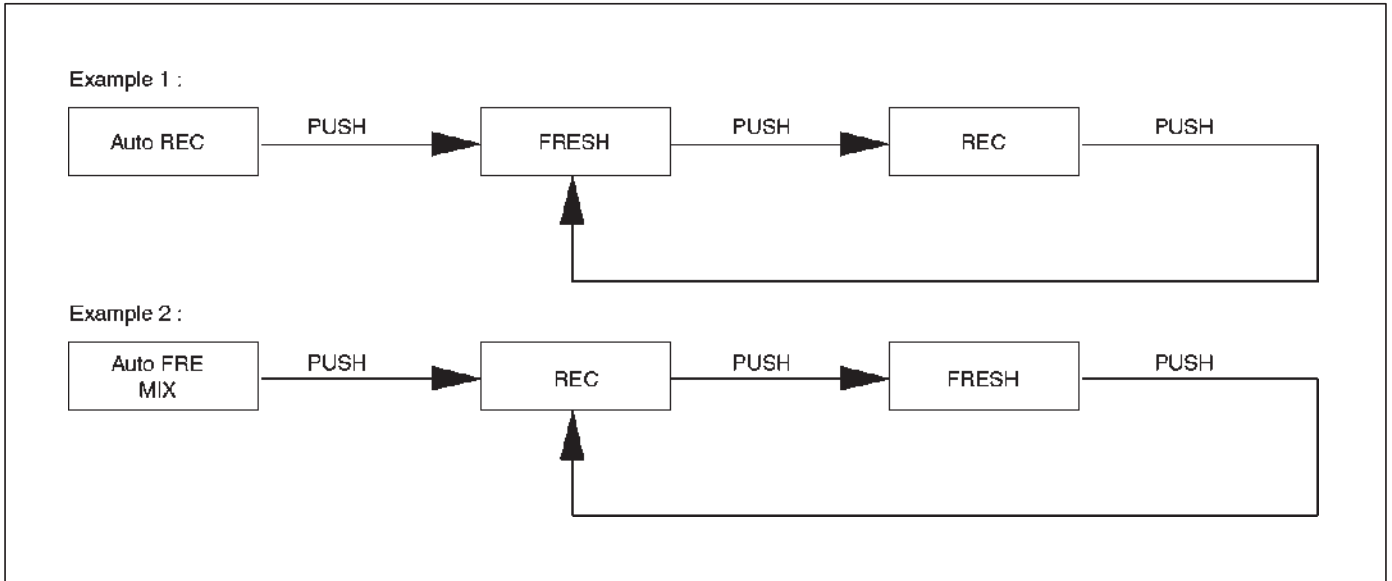 Example 1 :
Auto REC
PUSH
FRESH
PUSH
REC
PUSH
Example 2 :
Auto FRE
MIX
PUSH
REC
PUSH
FRESH
PUSH